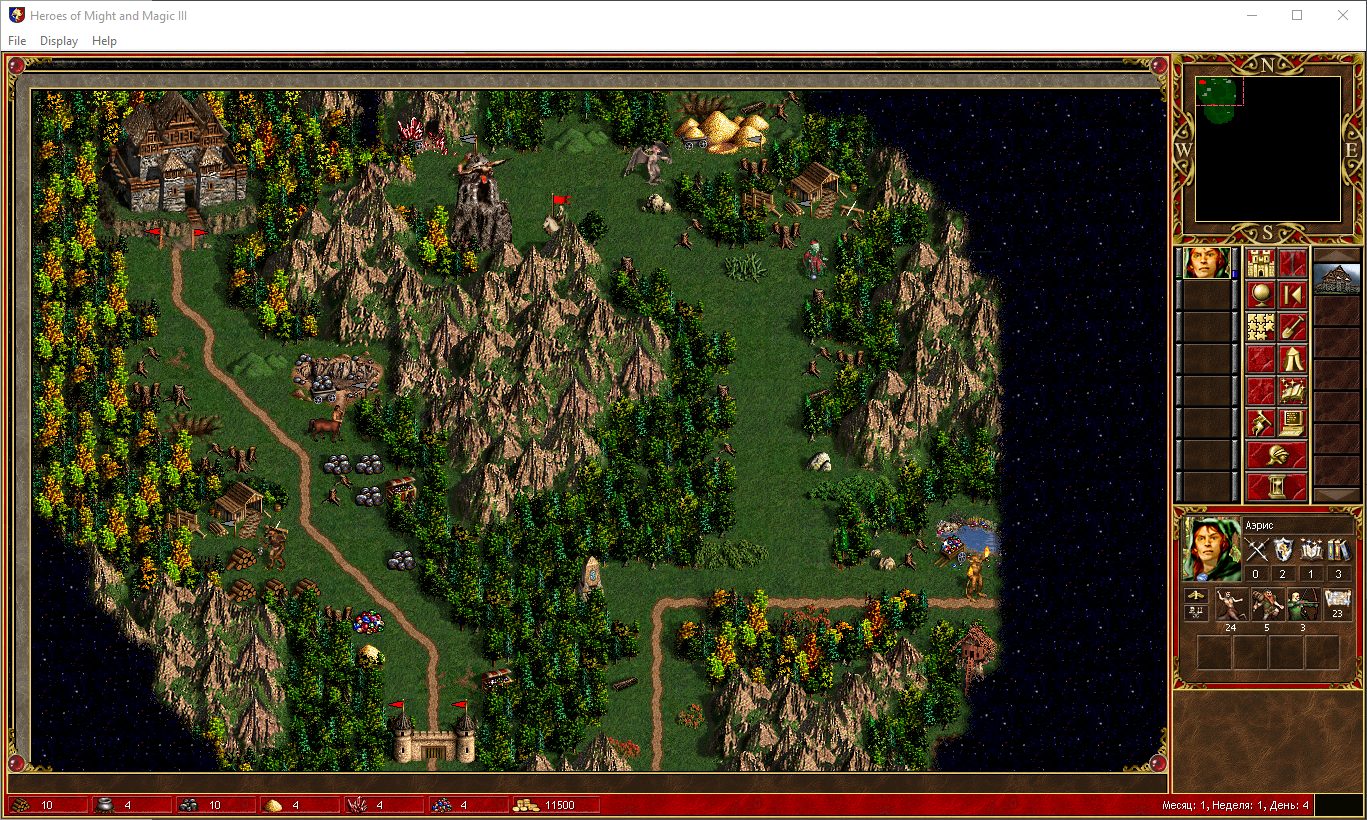 Heroes of Might and Magic III
File Display Help
N
W E
S
Аэрис
0 2 1 3
23
24 5 3
10 4 10 4 4 4 11500 Месяц: 1, Неделя: 1, День: 4